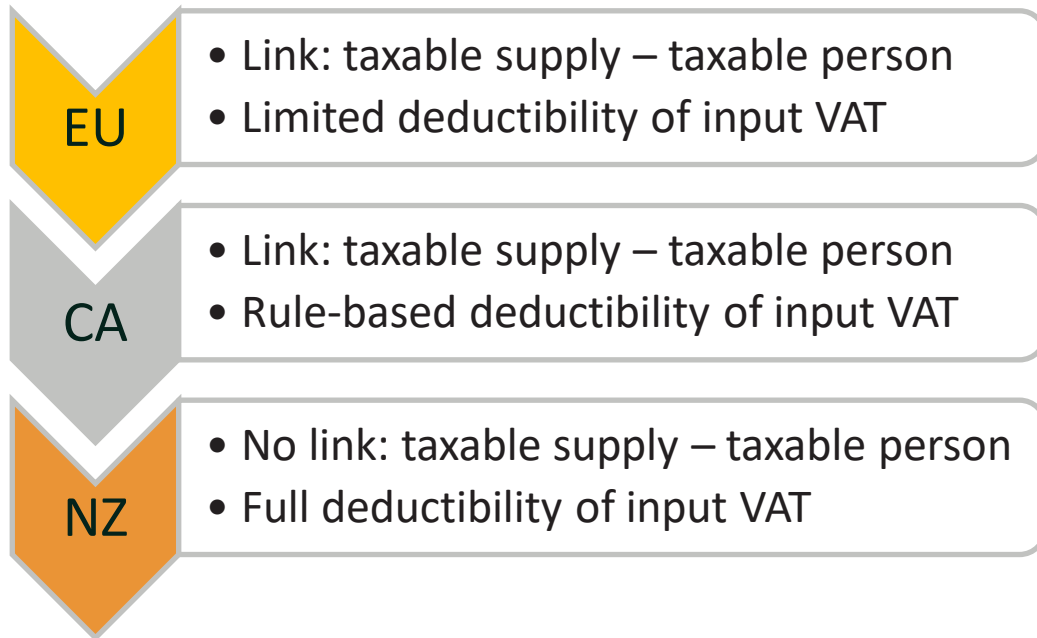 EU
• Link: taxable supply – taxable person
• Limited deductibility of input VAT
CA
• Link: taxable supply – taxable person
• Rule-based deductibility of input VAT
NZ
• No link: taxable supply – taxable person
• Full deductibility of input VAT